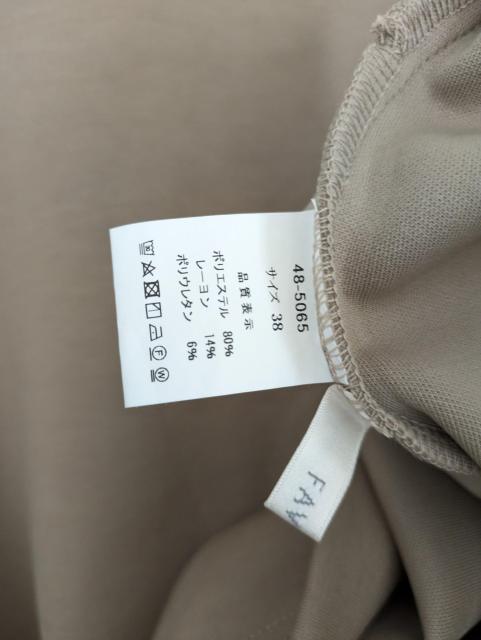 48-5065
サイズ 38
品質表示
ポリエステル 80%
レーヨン 14%
ポリウレタン 6%
F W